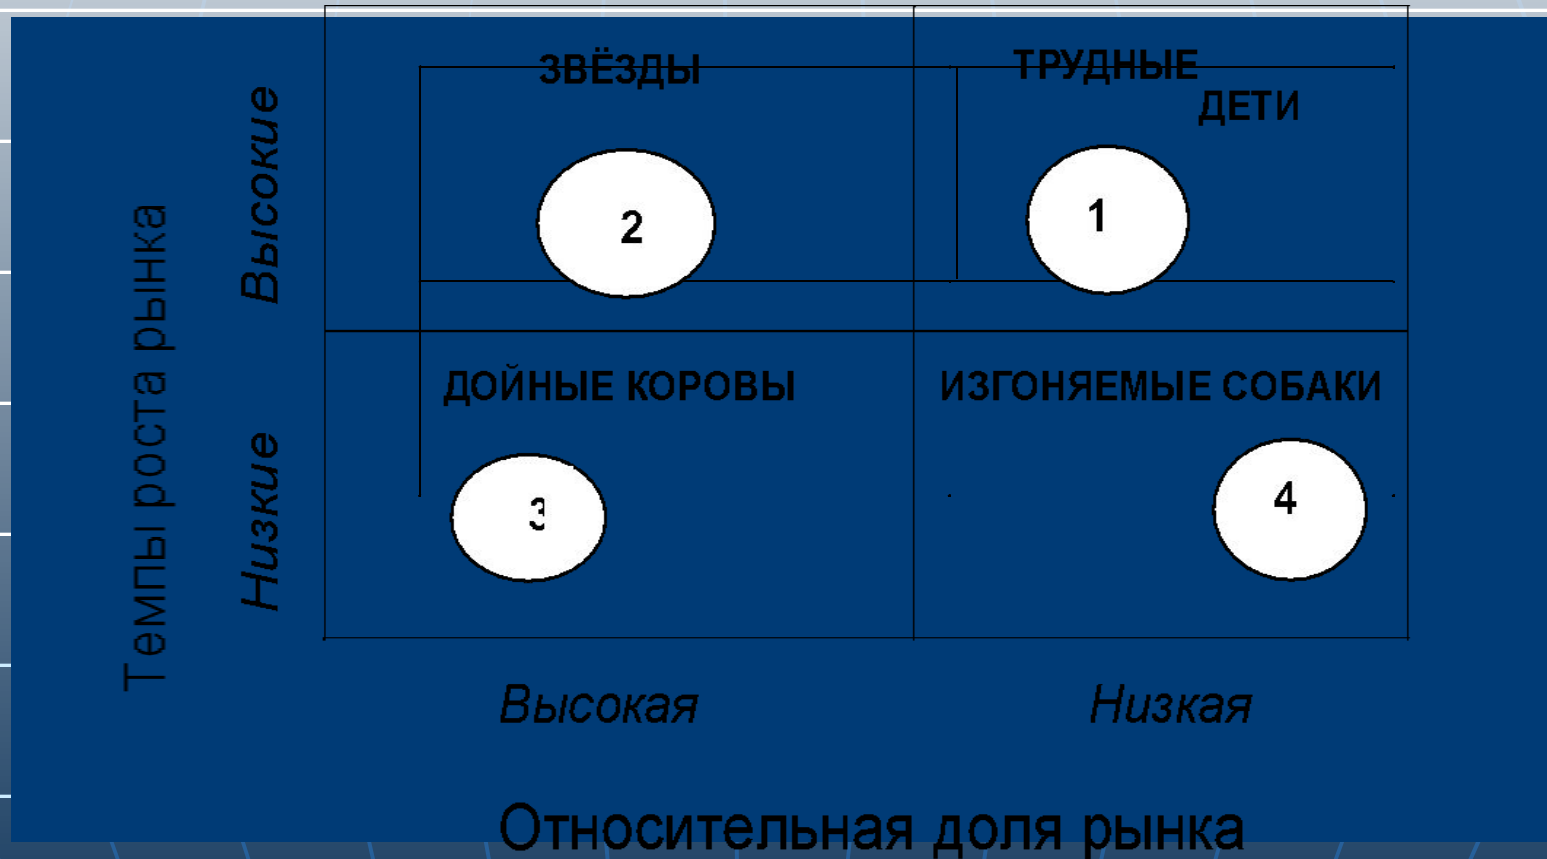 ЗВЁЗДЫ
ТРУДНЫЕ
ДЕТИ
Высокие
2
1
Темпы роста рынка
ДОЙНЫЕ КОРОВЫ
ИЗГОНЯЕМЫЕ СОБАКИ
Низкие
3
4
Высокая
Низкая
Относительная доля рынка